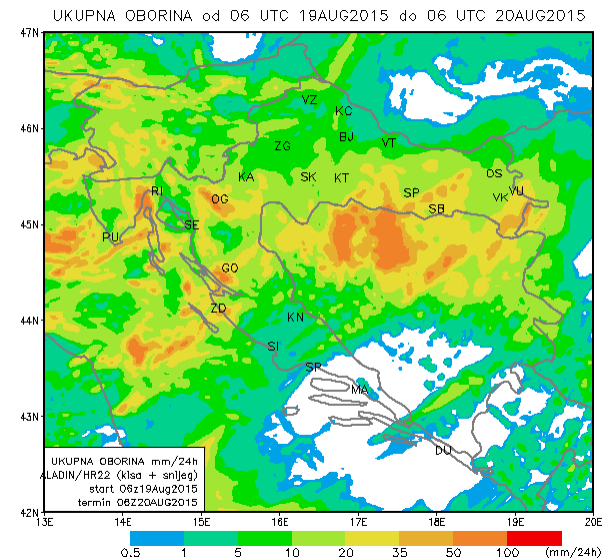 UKUPNA OBORINA od 06 UTC 19AUG2015 do 06 UTC 20AUG2015
47N
VZ
KC
46N
BJ
ZG
VT
KA
SK
KT
OS
RI
SP
VU
OG
VK
SB
45N
SE
PU
GO
ZD
44N
KN
SI
SP
MA
43N
DU
UKUPNA OBORINA mm/24h
ALADIN/HR22 (kisa + snijeg)
start 06z19Aug2015
termin 06Z20AUG2015
42N
13E 14E 15E 16E 17E 18E 19E 20E
0.5 1 5 10 20 35 50 100 (mm/24h)